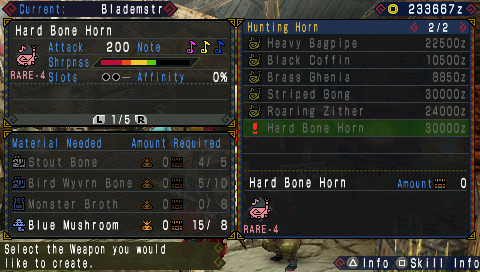 Current: Blademstr
233667z
Hard Bone Horn
Attack 200 Note
Shrpnss
RARE-4
Slots Affinity 0%
L 1/5 R
Material Needed Amount Required
Stout Bone 0 4/ 5
Bird Wyvrn Bone 0 5/10
Monster Broth 0 0/ 8
Blue Mushroom 0 15/ 8
Select the Weapon you would
like to create.
Hunting Horn 2/2
Heavy Bagpipe 22500z
Black Coffin 10500z
Brass Ghenia 8850z
Striped Gong 30000z
Roaring Zither 24000z
Hard Bone Horn 30000z
Hard Bone Horn Amount 0
RARE-4
Info Skill Info